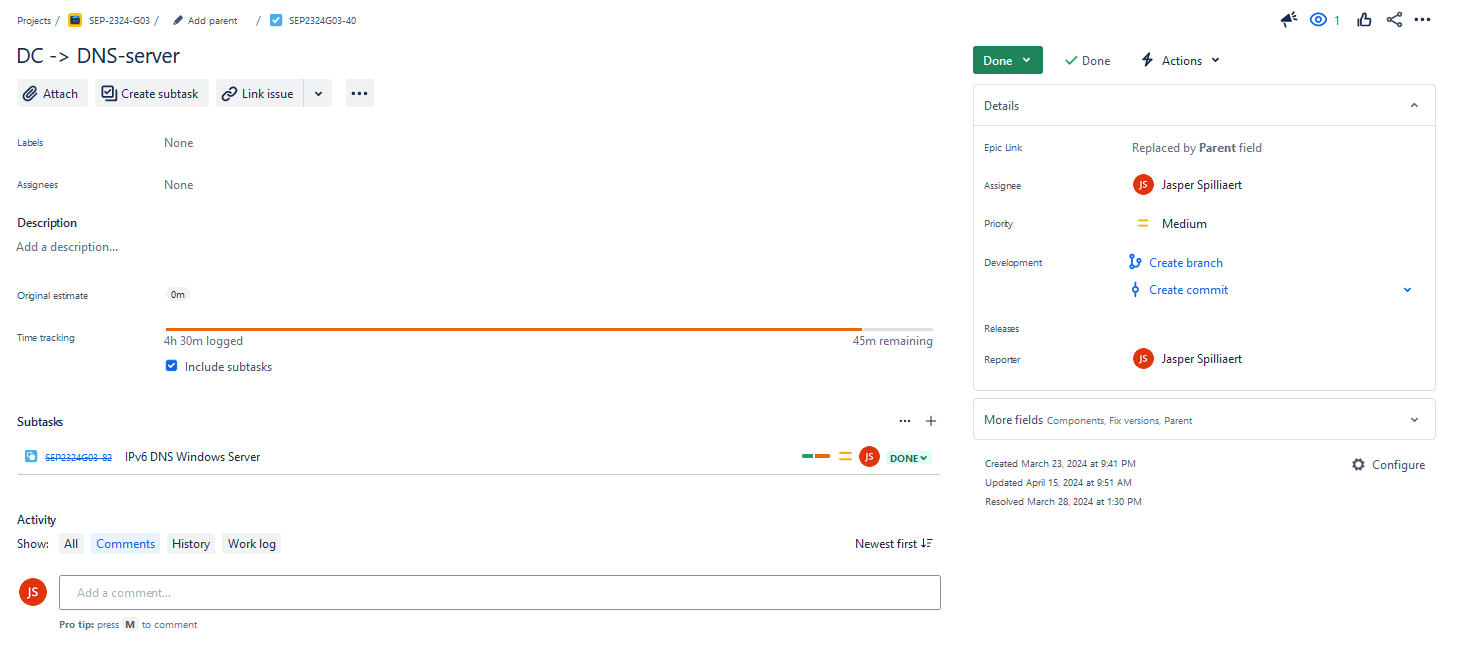 Projects / SEP-2324-G03 / Add parent / SEP2324G03-40 1
DC -> DNS-server
Done Done Actions
Attach Create subtask Link issue
Details
Labels None
Epic Link Replaced by Parent field
Assignees None
Assignee JS Jasper Spilliaert
Description
Priority Medium
Add a description...
Development Create branch
Create commit
Original estimate 0m
Releases
Time tracking 4h 30m logged 45m remaining
Reporter JS Jasper Spilliaert
Include subtasks
More fields Components, Fix versions, Parent
Subtasks
SEP2324G03-82 IPv6 DNS Windows Server JS DONE
Created March 23, 2024 at 9:41 PM
Configure
Updated April 15, 2024 at 9:51 AM
Resolved March 28, 2024 at 1:30 PM
Activity
Show: All Comments History Work log Newest first
JS Add a comment...
Pro tip: press M to comment